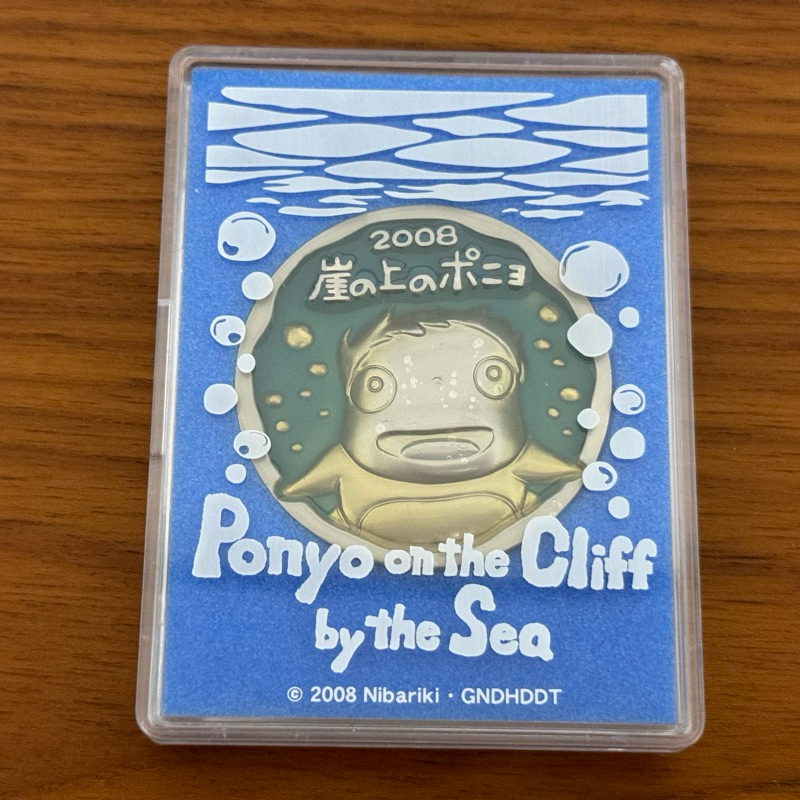 2008
崖の上のポニョ
Ponyo on the Cliff
by the Sea
© 2008 Nibariki・GNDHDDT